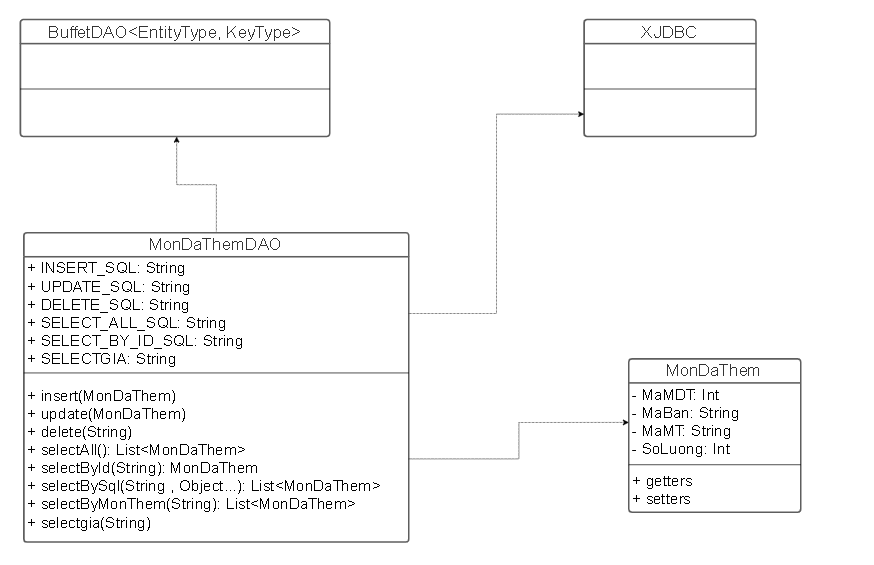 BuffetDAO<EntityType, KeyType>
XJDBC
MonDaThemDAO
+ INSERT_SQL: String
+ UPDATE_SQL: String
+ DELETE_SQL: String
+ SELECT_ALL_SQL: String
+ SELECT_BY_ID_SQL: String
+ SELECTGIA: String
+ insert(MonDaThem)
+ update(MonDaThem)
+ delete(String)
+ selectAll(): List<MonDaThem>
+ selectById(String): MonDaThem
+ selectBySql(String , Object...): List<MonDaThem>
+ selectByMonThem(String): List<MonDaThem>
+ selectgia(String)
MonDaThem
- MaMDT: Int
- MaBan: String
- MaMT: String
- SoLuong: Int
+ getters
+ setters